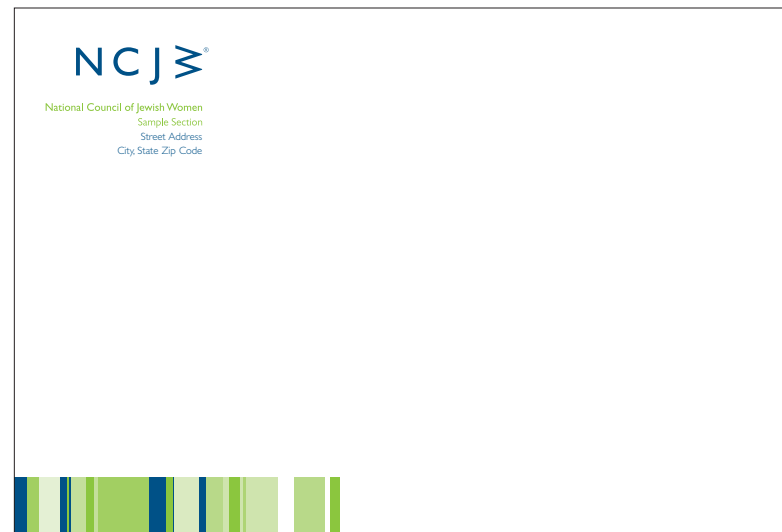 NCJW®
National Council of Jewish Women
Sample Section
Street Address
City, State Zip Code